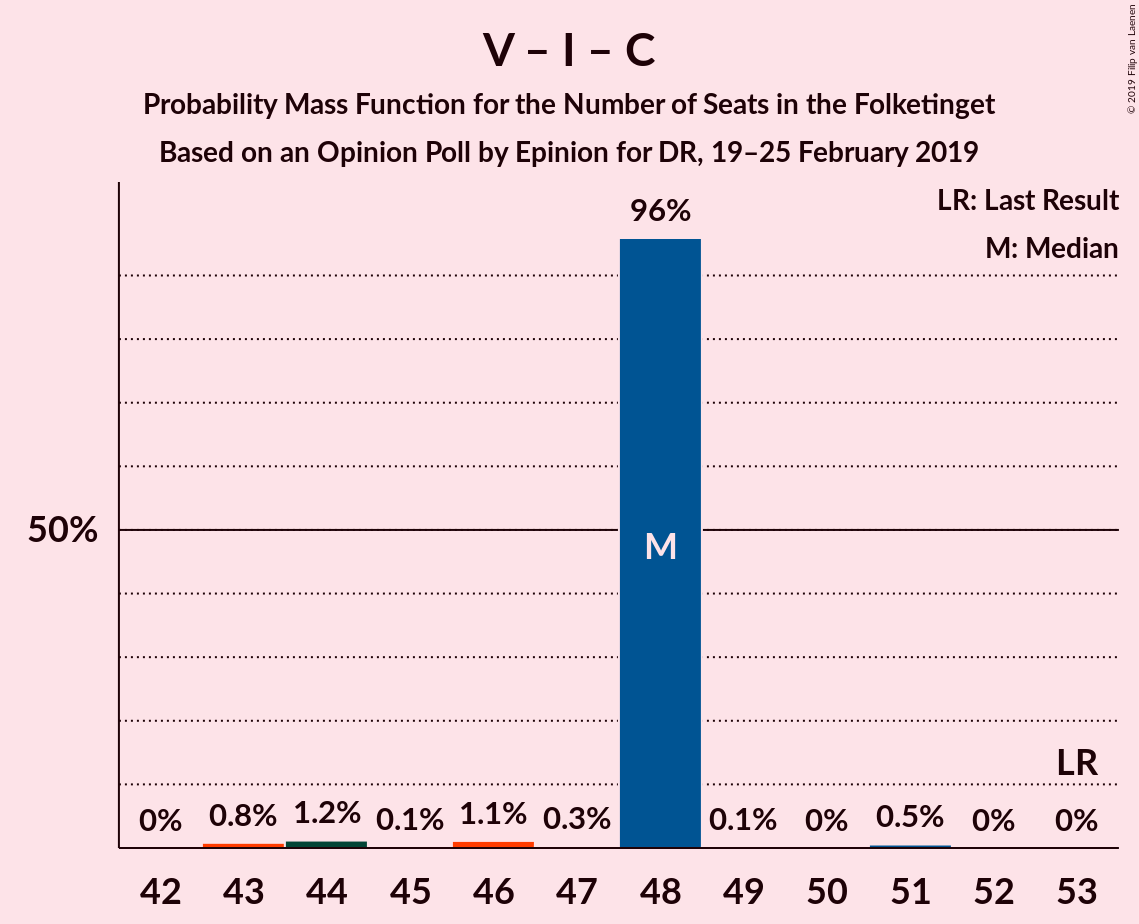 V – I – C
Probability Mass Function for the Number of Seats in the Folketinget
Based on an Opinion Poll by Epinion for DR, 19–25 February 2019
© 2019 Filip van Laenen
LR: Last Result
M: Median
96%
50%
M
LR
0% 0.8% 1.2% 0.1% 1.1% 0.3% 0.1% 0% 0.5% 0% 0%
42 43 44 45 46 47 48 49 50 51 52 53